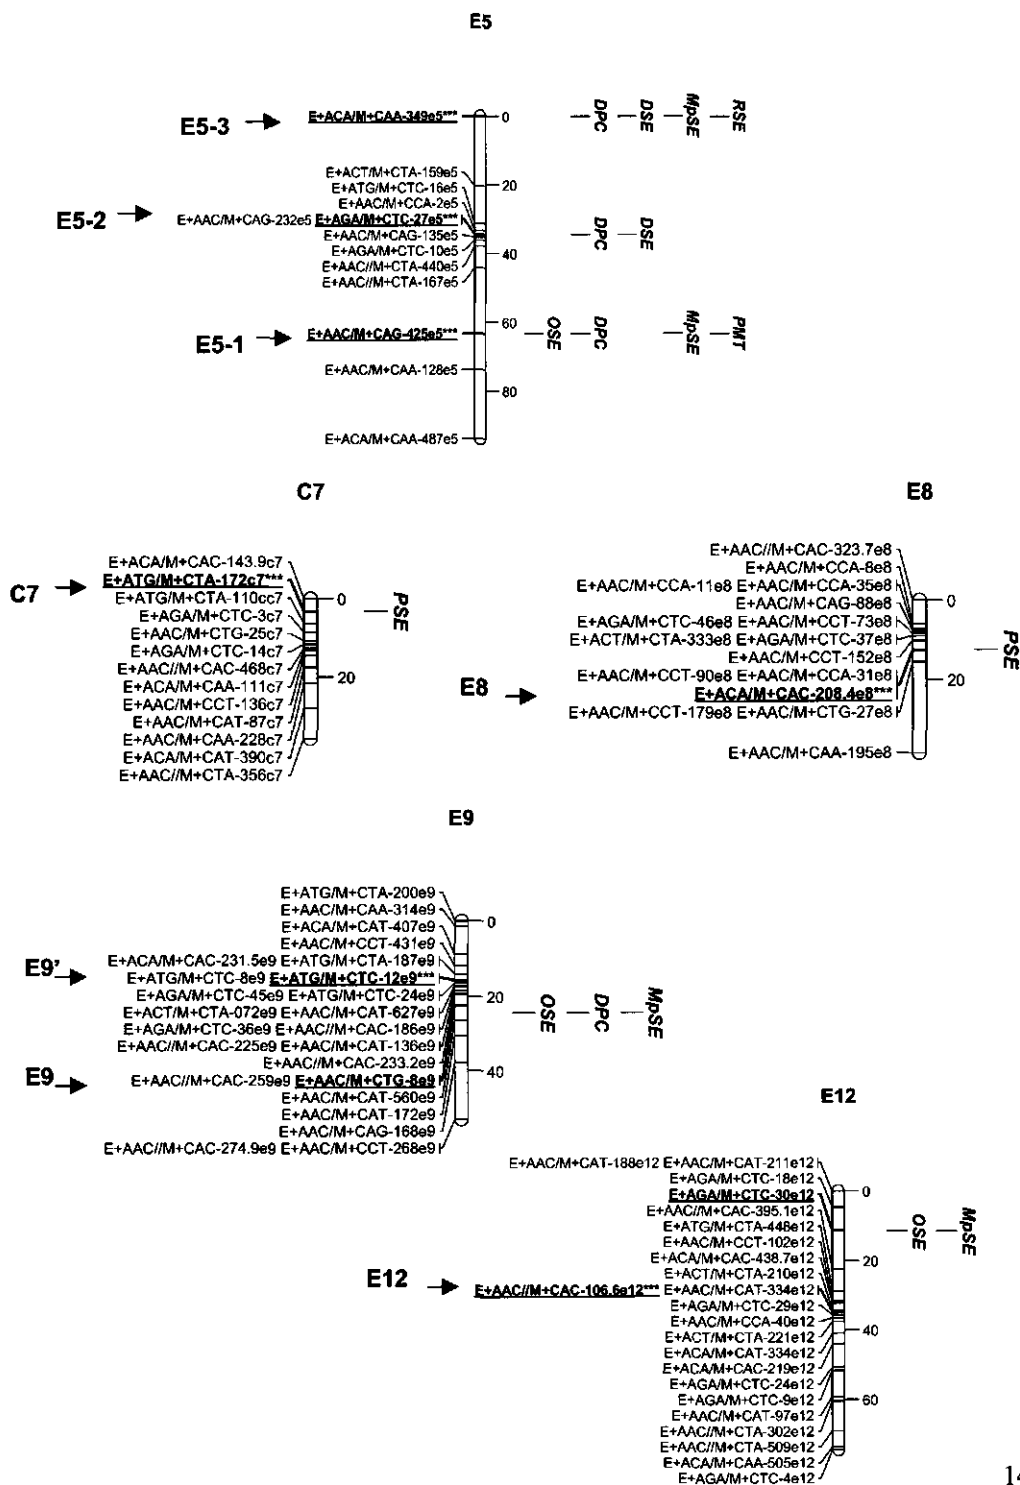 E5
E5-3
E+ACA/M+CAA-349e5***
0
DPC
DSE
MpSE
RSE
E+ACT/M+CTA-159e5
20
E+ATG/M+CTC-16e5
E+AAC/M+CCA-2e5
E5-2
E+AAC/M+CAG-232e5 E+AGA/M+CTC-27e5***
DPC
DSE
E+AAC/M+CAG-135e5
E+AGA/M+CTC-10e5
40
E+AAC//M+CTA-440e5
E+AAC//M+CTA-167e5
60
E5-1
E+AAC/M+CAG-425e5***
OSE
DPC
MpSE
PMT
E+AAC/M+CAA-128e5
80
E+ACA/M+CAA-487e5
C7
E+ACA/M+CAC-143.9c7
C7
E+ATG/M+CTA-172c7***
0
E+ATG/M+CTA-110cc7
PSE
E+AGA/M+CTC-3c7
E+AAC/M+CTG-25c7
E+AGA/M+CTC-14c7
E+AAC//M+CAC-468c7
20
E+ACA/M+CAA-111c7
E+AAC/M+CCT-136c7
E+AAC/M+CAT-87c7
E+AAC/M+CAA-228c7
E+ACA/M+CAT-390c7
E+AAC//M+CTA-356c7
E8
E+AAC//M+CAC-323.7e8
E+AAC/M+CCA-8e8
E+AAC/M+CCA-11e8 E+AAC/M+CCA-35e8
0
E+AAC/M+CAG-88e8
E+AGA/M+CTC-46e8 E+AAC/M+CCT-73e8
E+ACT/M+CTA-333e8 E+AGA/M+CTC-37e8
PSE
E+AAC/M+CCT-152e8
E+AAC/M+CCT-90e8 E+AAC/M+CCA-31e8
20
E8
E+ACA/M+CAC-208.4e8***
E+AAC/M+CCT-179e8 E+AAC/M+CTG-27e8
E+AAC/M+CAA-195e8
E9
E+ATG/M+CTA-200e9
E+AAC/M+CAA-314e9
0
E+ACA/M+CAT-407e9
E+AAC/M+CCT-431e9
E+ACA/M+CAC-231.5e9 E+ATG/M+CTA-187e9
E9'
E+ATG/M+CTC-8e9 E+ATG/M+CTC-12e9***
E+AGA/M+CTC-45e9 E+ATG/M+CTC-24e9
20
E+ACT/M+CTA-072e9 E+AAC/M+CAT-627e9
OSE
DPC
MpSE
E+AGA/M+CTC-36e9 E+AAC//M+CAC-186e9
E+AAC//M+CAC-225e9 E+AAC/M+CAT-136e9
E+AAC//M+CAC-233.2e9
40
E9
E+AAC//M+CAC-259e9 E+AAC/M+CTG-8e9
E+AAC/M+CAT-560e9
E+AAC/M+CAT-172e9
E+AAC/M+CAG-168e9
E+AAC//M+CAC-274.9e9 E+AAC/M+CCT-268e9
E12
E+AAC/M+CAT-188e12 E+AAC/M+CAT-211e12
E+AGA/M+CTC-18e12
0
E+AGA/M+CTC-30e12
E+AAC//M+CAC-395.1e12
E+ATG/M+CTA-448e12
OSE
MpSE
E+AAC/M+CCT-102e12
E+ACA/M+CAC-438.7e12
20
E+ACT/M+CTA-210e12
E12
E+AAC//M+CAC-106.6e12*** E+AAC/M+CAT-334e12
E+AGA/M+CTC-29e12
E+AAC/M+CCA-40e12
40
E+ACT/M+CTA-221e12
E+ACA/M+CAT-334e12
E+ACA/M+CAC-219e12
E+AGA/M+CTC-24e12
E+AGA/M+CTC-9e12
60
E+AAC/M+CAT-97e12
E+AAC//M+CTA-302e12
E+AAC//M+CTA-509e12
E+ACA/M+CAA-505e12
E+AGA/M+CTC-4e12